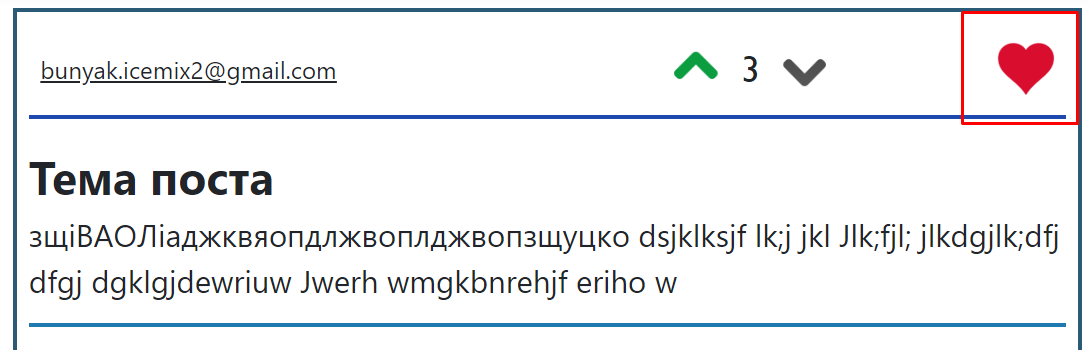 bunyak.icemix2@gmail.com 3
Тема поста
зщіВАОЛіаджквяопдлжвоплджвопзщуцко dsjklksjf lk;j jkl Jlk;fjl; jlkdgjlk;dfj
dfgj dgklgjdewriuw Jwerh wmgkbnrehjf eriho w